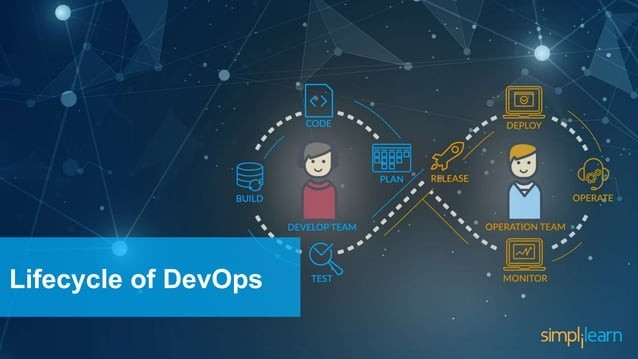 CODE
DEPLOY
PLAN
RELEASE
BUILD
OPERATE
DEVELOP TEAM
OPERATION TEAM
TEST
MONITOR
Lifecycle of DevOps
simplilearn